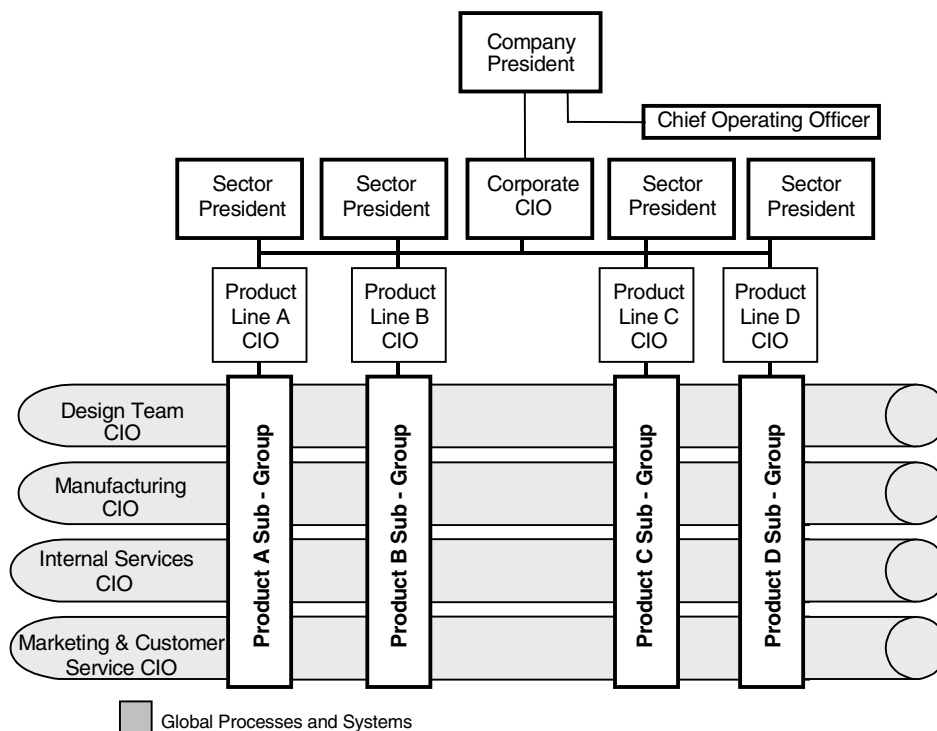 Company
President
Chief Operating Officer
Sector
President
Sector
President
Corporate
CIO
Sector
President
Sector
President
Product
Line A
CIO
Product
Line B
CIO
Product
Line C
CIO
Product
Line D
CIO
Design Team
CIO
Manufacturing
CIO
Internal Services
CIO
Marketing & Customer
Service CIO
Product A Sub - Group
Product B Sub - Group
Product C Sub - Group
Product D Sub - Group
Global Processes and Systems